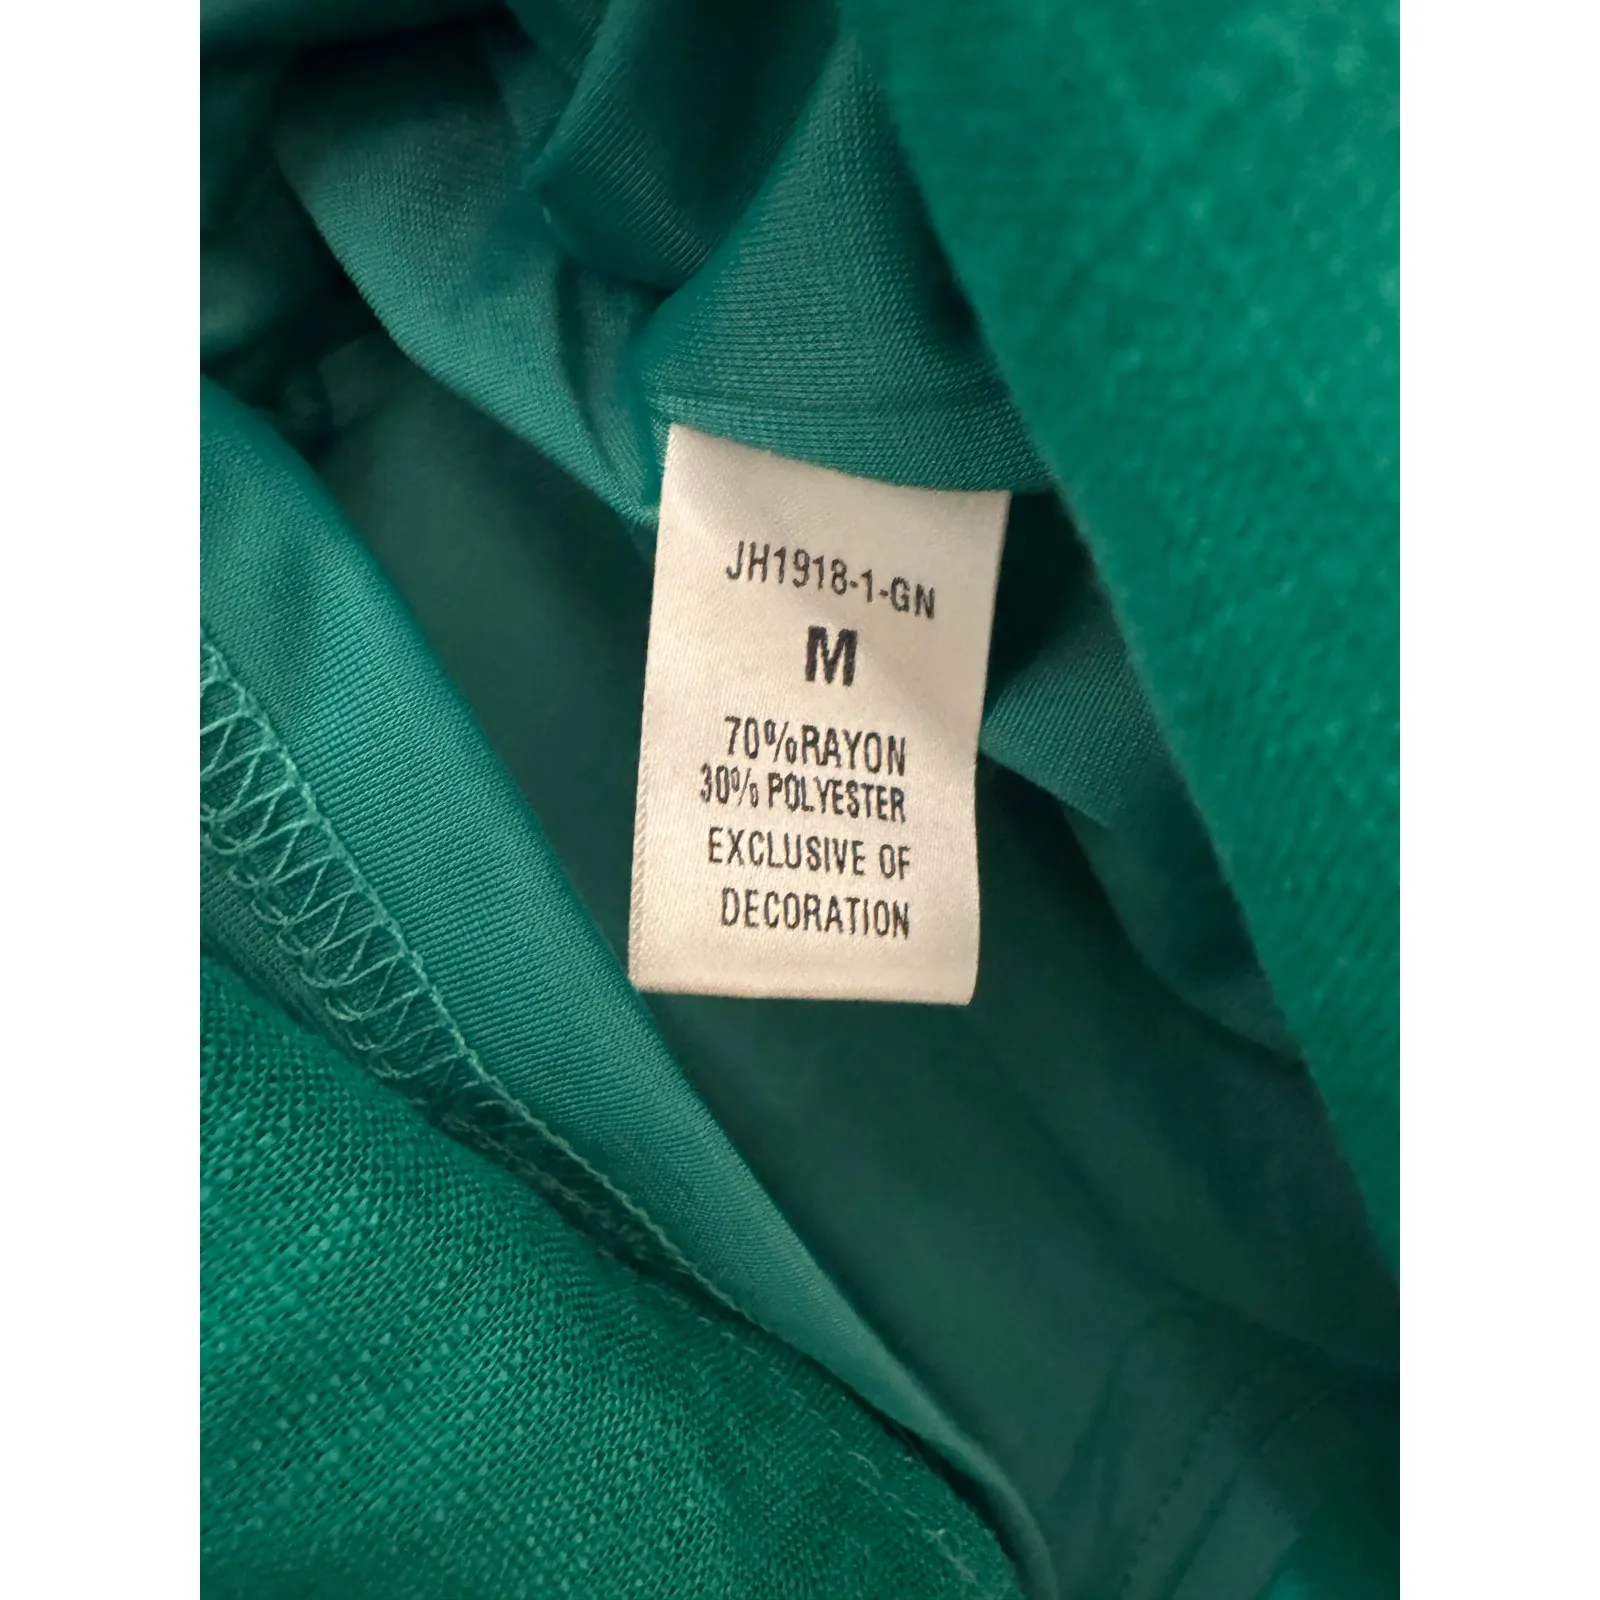 JH1918-1-GN
M
70%RAYON
30% POLYESTER
EXCLUSIVE OF
DECORATION